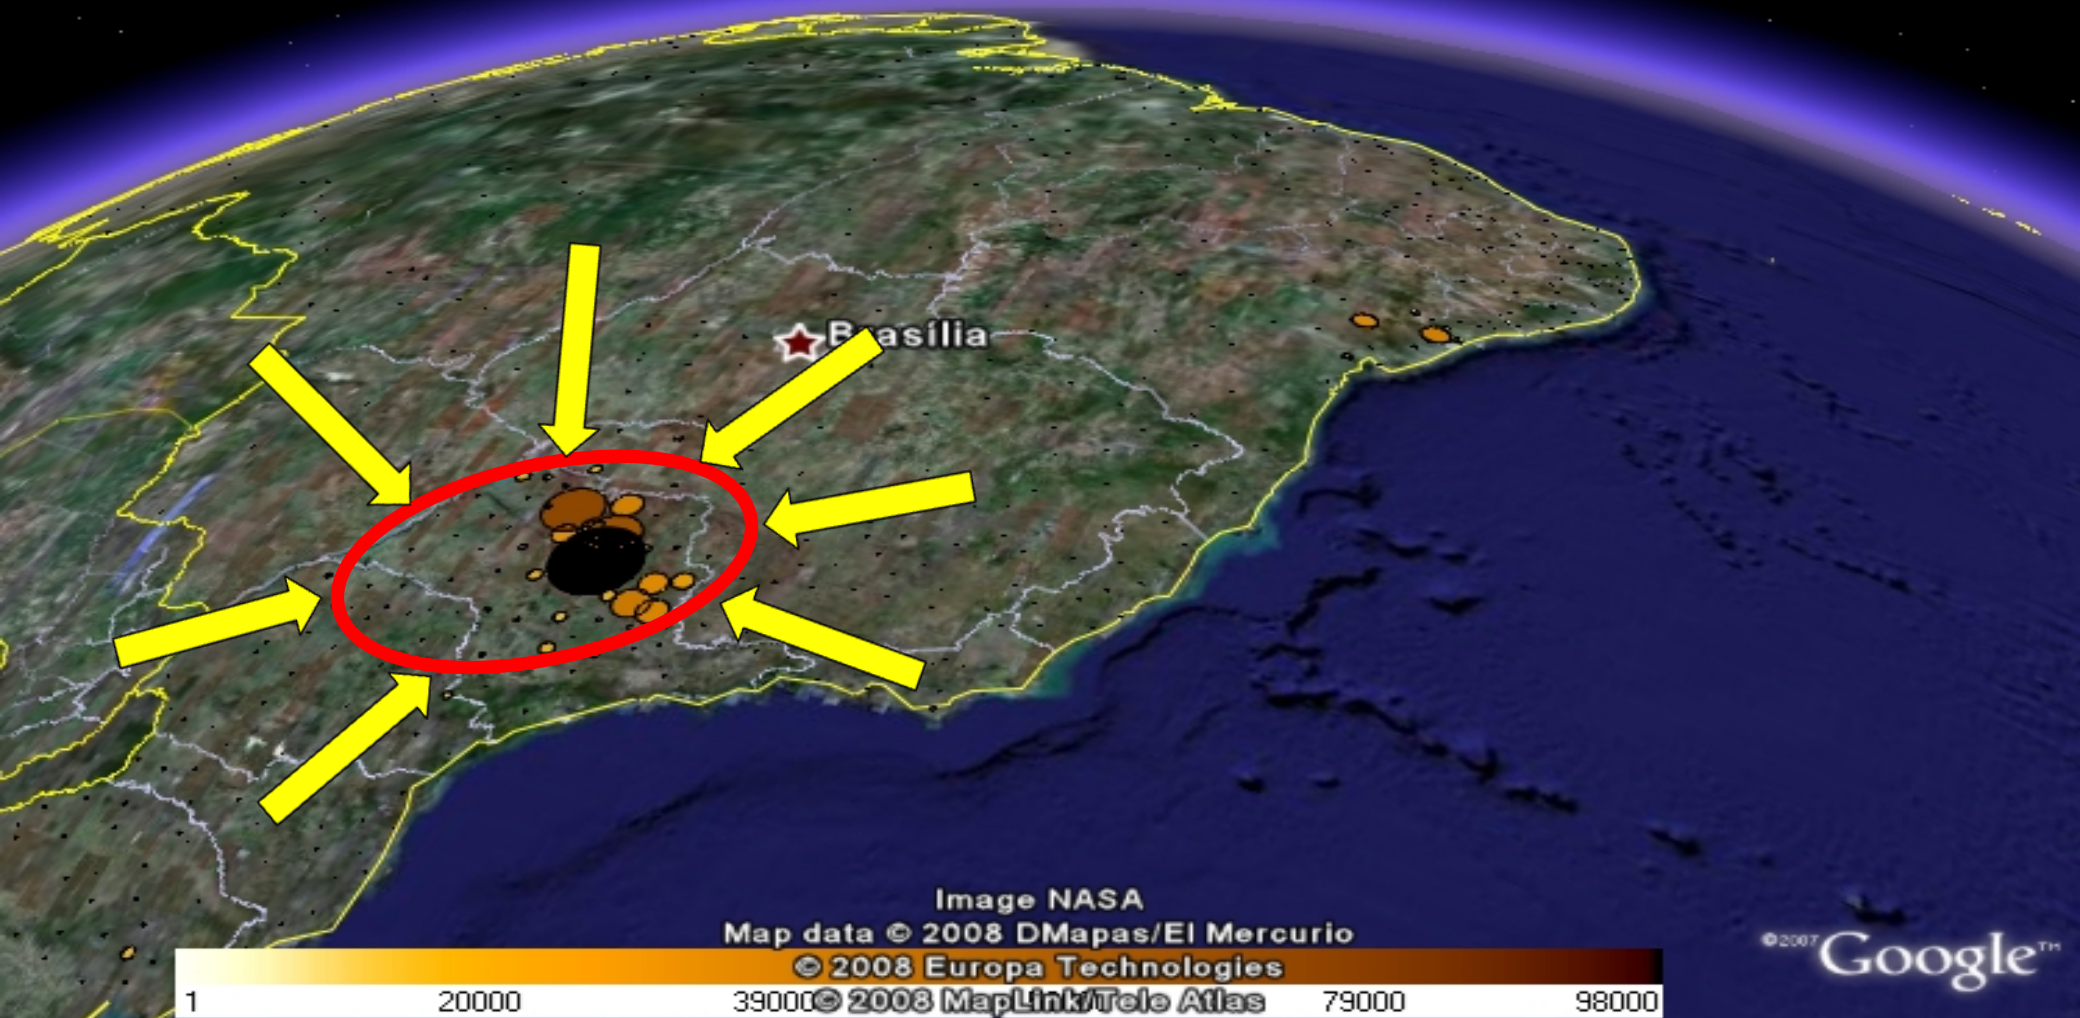 Brasília
Image NASA
Map data © 2008 DMapas/El Mercurio
© 2008 Europa Technologies
© 2008 MapLink/Tele Atlas
©2007 Google™
1 20000 39000 79000 98000